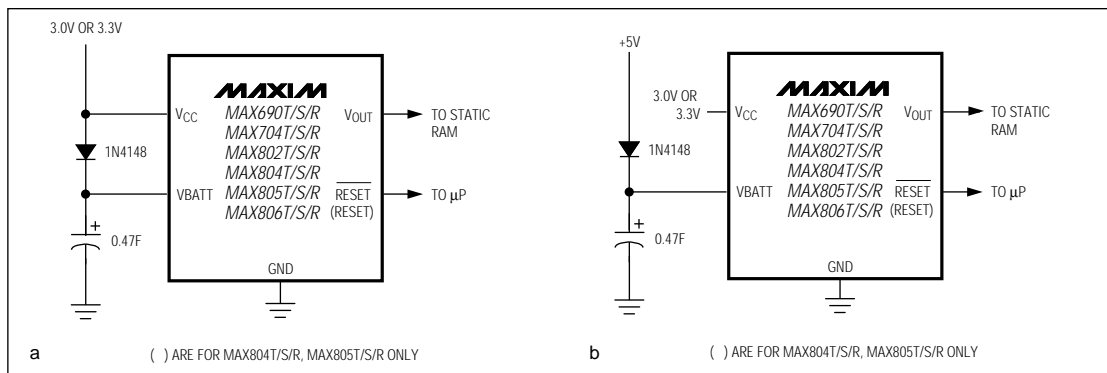 3.0V OR 3.3V
MAXIM
VCC
MAX690T/S/R
MAX704T/S/R
MAX802T/S/R
MAX804T/S/R
MAX805T/S/R
MAX806T/S/R
VOUT
TO STATIC
RAM
1N4148
VBATT
RESET
(RESET)
TO µP
+
0.47F
GND
a
( ) ARE FOR MAX804T/S/R, MAX805T/S/R ONLY
+5V
3.0V OR
3.3V
MAXIM
VCC
MAX690T/S/R
MAX704T/S/R
MAX802T/S/R
MAX804T/S/R
MAX805T/S/R
MAX806T/S/R
VOUT
TO STATIC
RAM
1N4148
VBATT
RESET
(RESET)
TO µP
+
0.47F
GND
b
( ) ARE FOR MAX804T/S/R, MAX805T/S/R ONLY